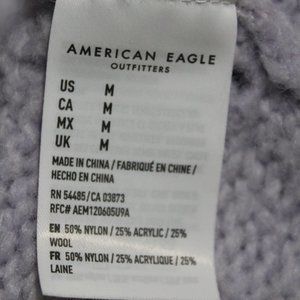 AMERICAN EAGLE
OUTFITTERS
US M
CA M
MX M
UK M
MADE IN CHINA / FABRIQUÉ EN CHINE /
HECHO EN CHINA
RN 54485/CA 03873
RFC# AEM120605U9A
EN 50% NYLON / 25% ACRYLIC / 25%
WOOL
FR 50% NYLON / 25% ACRYLIQUE / 25%
LAINE